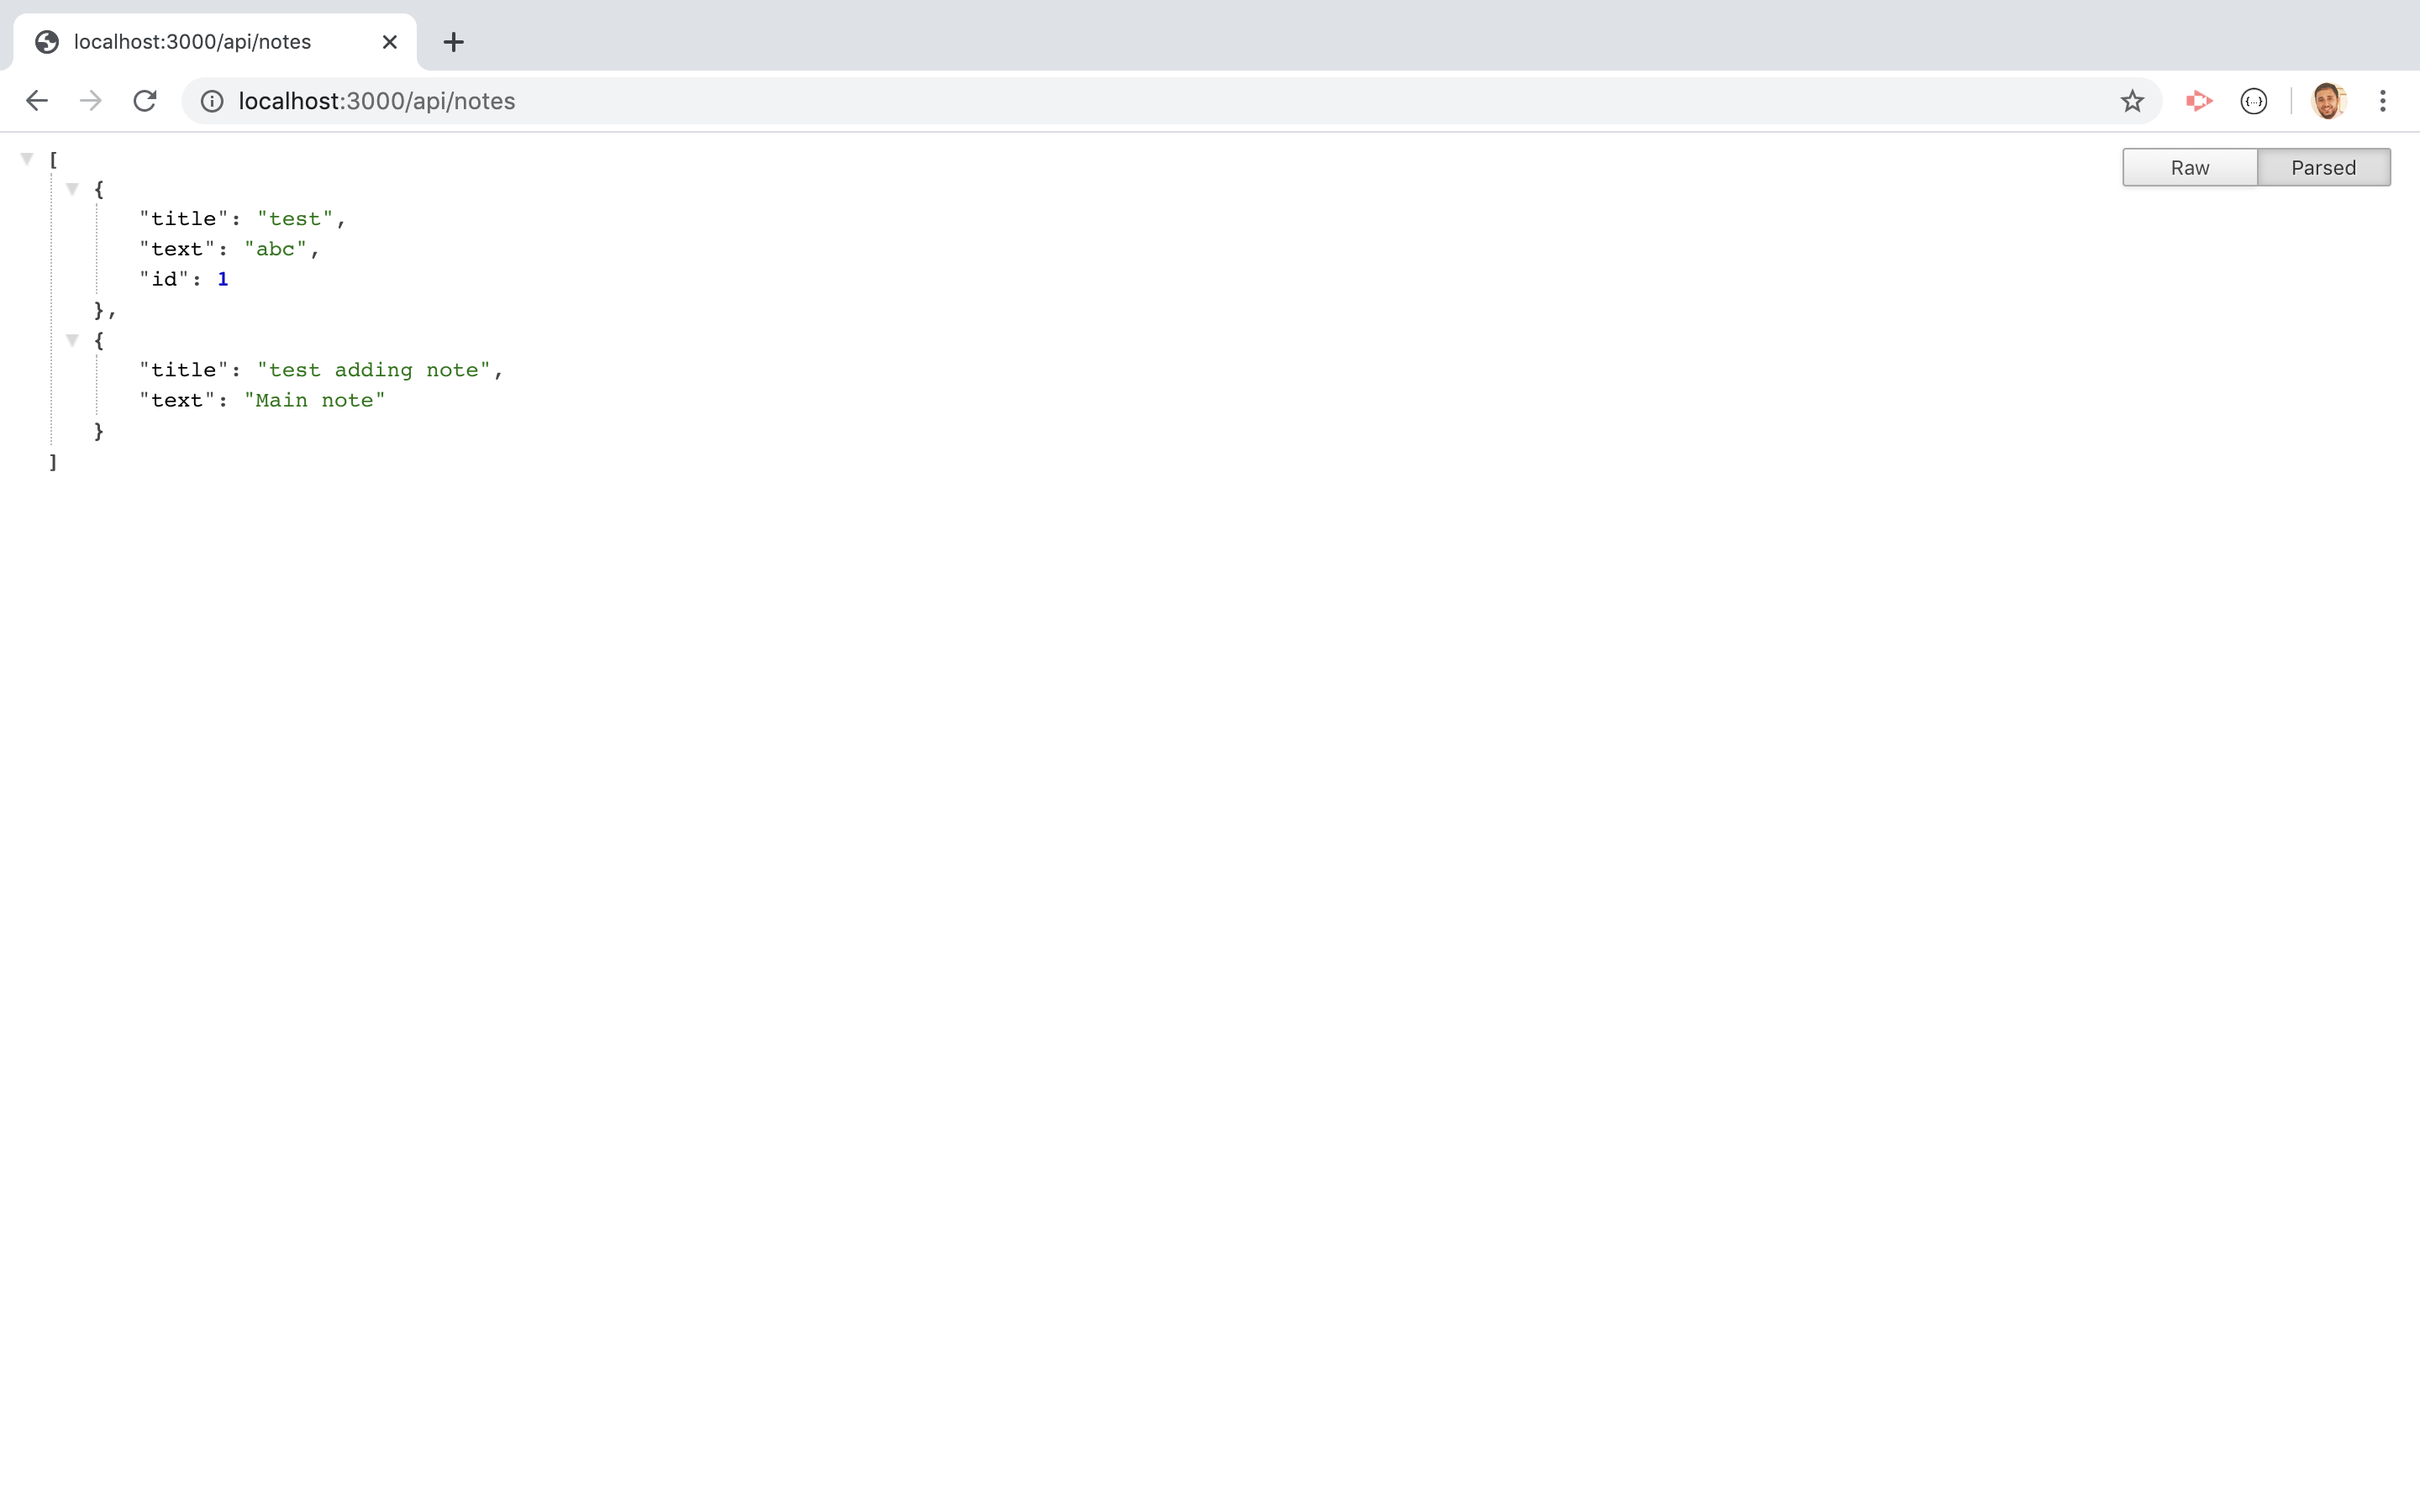 localhost:3000/api/notes
localhost:3000/api/notes
Raw Parsed
[
{
"title": "test",
"text": "abc",
"id": 1
},
{
"title": "test adding note",
"text": "Main note"
}
]